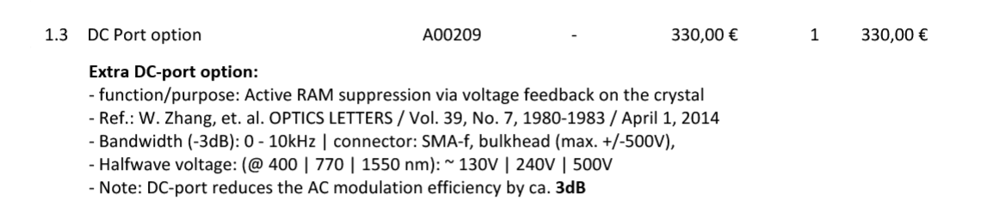 1.3 DC Port option A00209 - 330,00 € 1 330,00 €
Extra DC-port option:
- function/purpose: Active RAM suppression via voltage feedback on the crystal
- Ref.: W. Zhang, et. al. OPTICS LETTERS / Vol. 39, No. 7, 1980-1983 / April 1, 2014
- Bandwidth (-3dB): 0 - 10kHz | connector: SMA-f, bulkhead (max. +/-500V),
- Halfwave voltage: (@ 400 | 770 | 1550 nm): ~ 130V | 240V | 500V
- Note: DC-port reduces the AC modulation efficiency by ca. 3dB